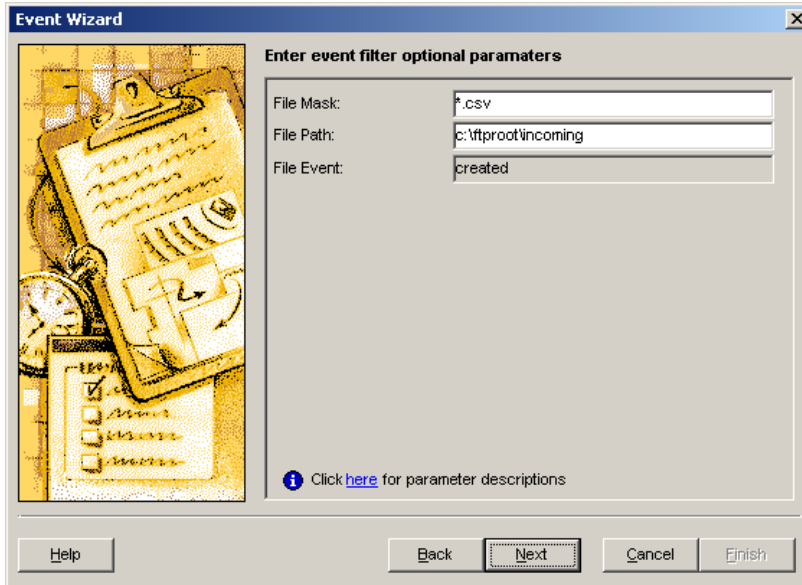 Event Wizard
Enter event filter optional paramaters
File Mask: *.csv
File Path: c:\ftproot\incoming
File Event: created
Click here for parameter descriptions
Help Back Next Cancel Finish